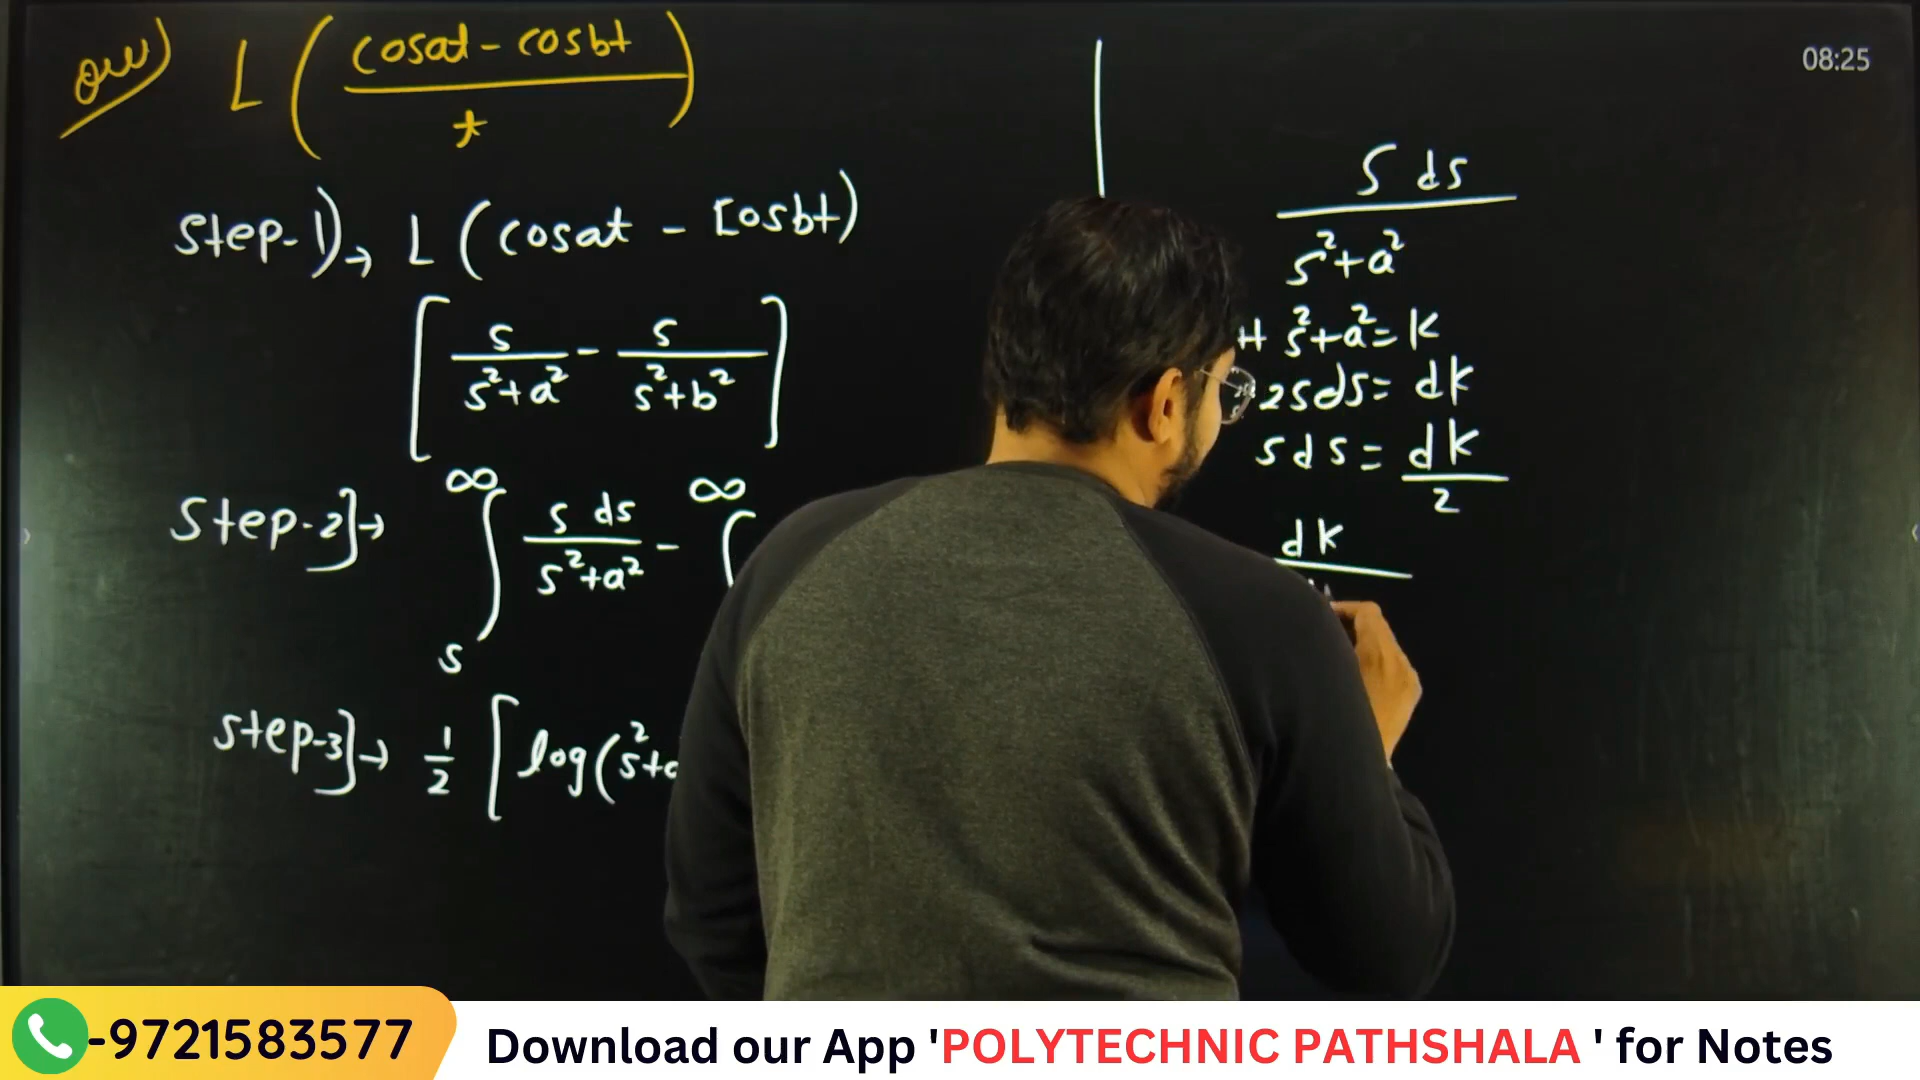 Que) L ( (cosat - cosbt) / t )
08:25
Step-1) → L ( cosat - cosbt)
[ s / (s²+a²) - s / (s²+b²) ]
Step-2] → ∞ ∫ s  s ds / (s²+a²) - ∞ ∫
Step-3] → 1/2 [ log(s²+a
s ds / (s²+a²)
s²+a² = K
2sds = dK
sds = dK / 2
dK
-9721583577
Download our App 'POLYTECHNIC PATHSHALA ' for Notes